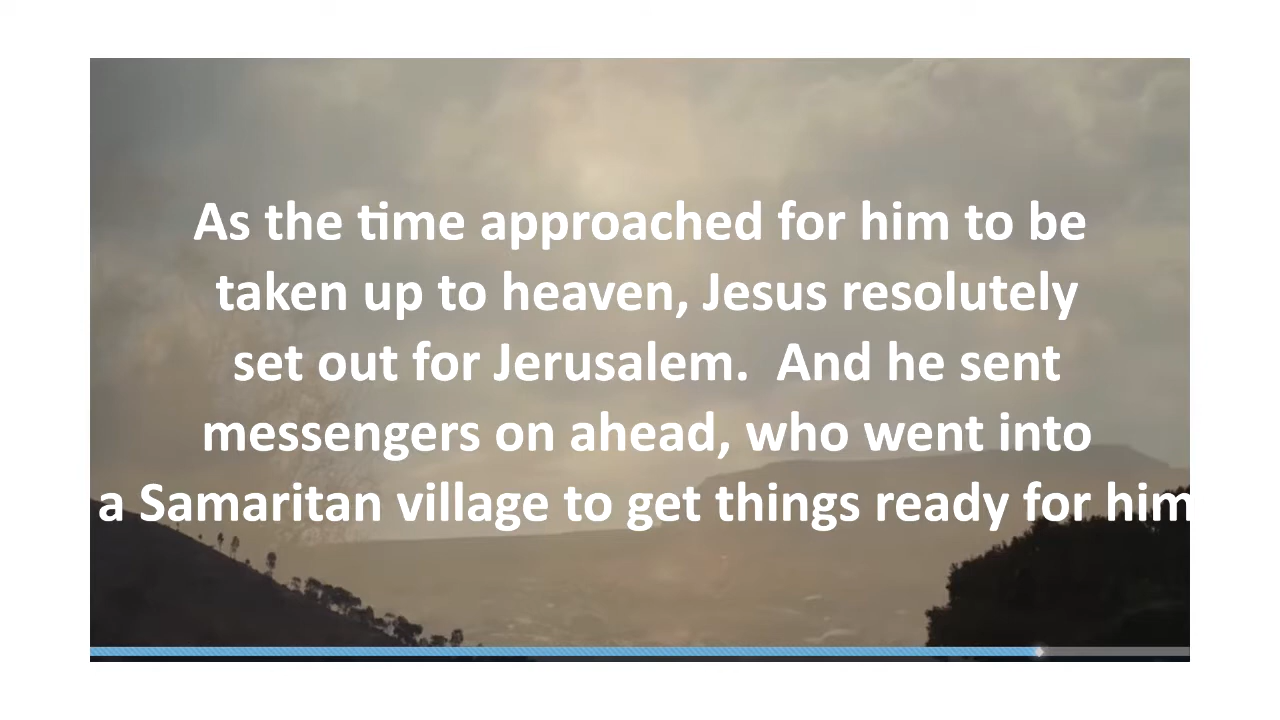 As the time approached for him to be
taken up to heaven, Jesus resolutely
set out for Jerusalem.  And he sent
messengers on ahead, who went into
a Samaritan village to get things ready for him